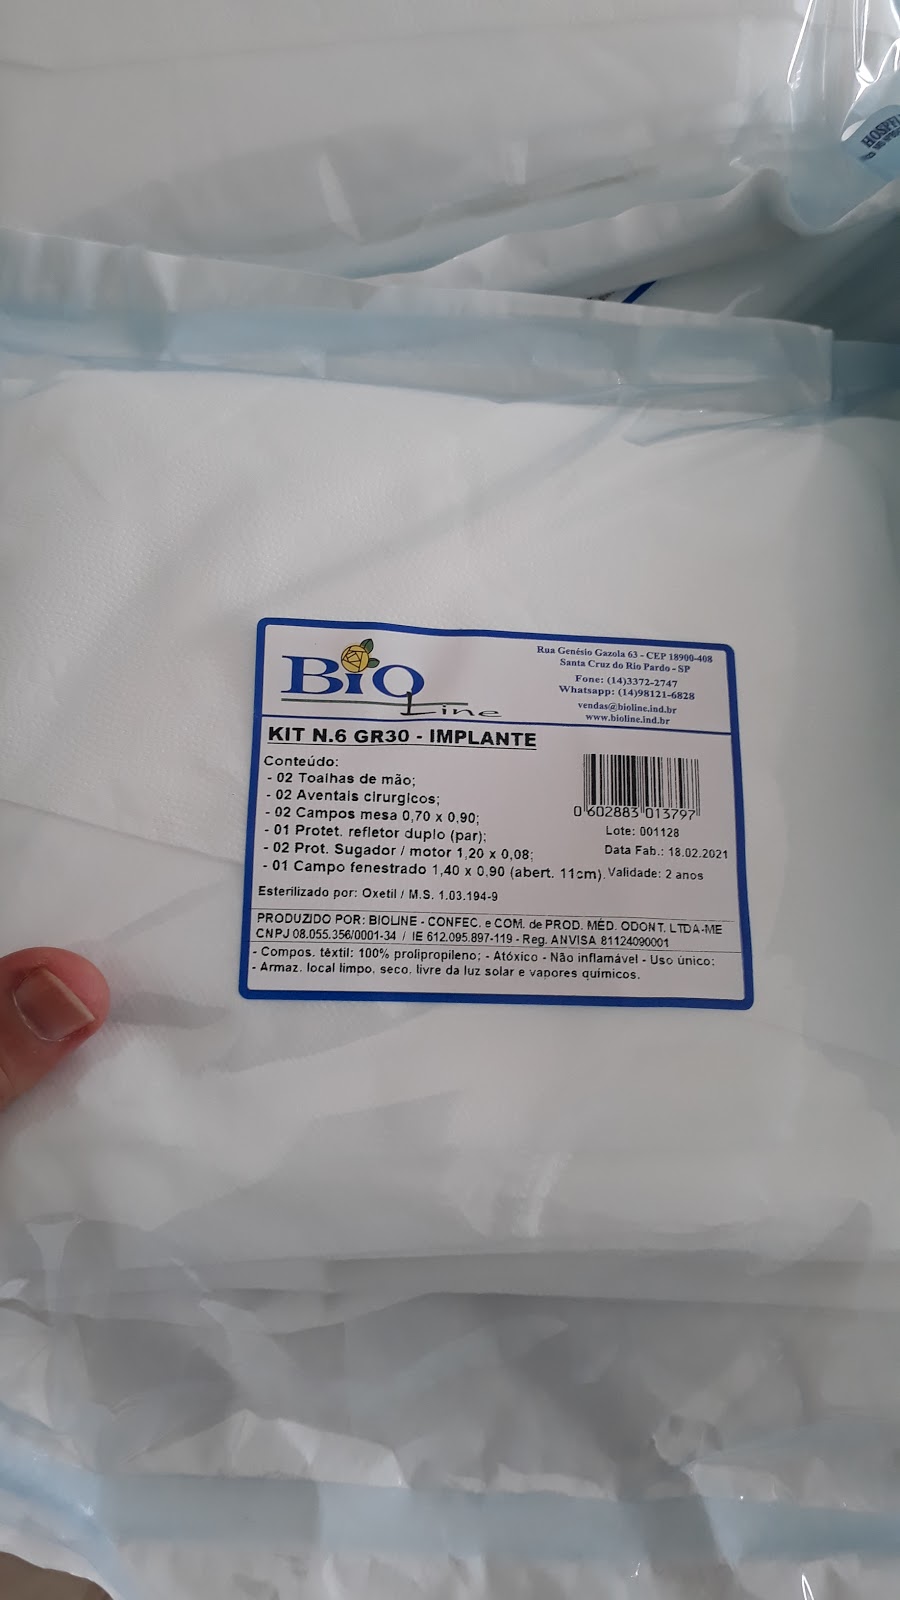 HOSPFL
Bio Line
Rua Genésio Gazola 63 - CEP 18900-408
Santa Cruz do Rio Pardo - SP
Fone: (14)3372-2747
Whatsapp: (14)98121-6828
vendas@bioline.ind.br
www.bioline.ind.br
KIT N.6 GR30 - IMPLANTE
Conteúdo:
- 02 Toalhas de mão;
- 02 Aventais cirurgicos;
- 02 Campos mesa 0,70 x 0,90;
- 01 Protet. refletor duplo (par);
- 02 Prot. Sugador / motor 1,20 x 0,08;
- 01 Campo fenestrado 1,40 x 0,90 (abert. 11cm).
0 602883 013797
Lote: 001128
Data Fab.: 18.02.2021
Validade: 2 anos
Esterilizado por: Oxetil / M.S. 1.03.194-9
PRODUZIDO POR: BIOLINE - CONFEC. e COM. de PROD. MÉD. ODONT. LTDA-ME
CNPJ 08.055.356/0001-34 / IE 612.095.897-119 - Reg. ANVISA 81124090001
- Compos. têxtil: 100% prolipropileno; - Atóxico - Não inflamável - Uso único;
- Armaz. local limpo, seco, livre da luz solar e vapores químicos.